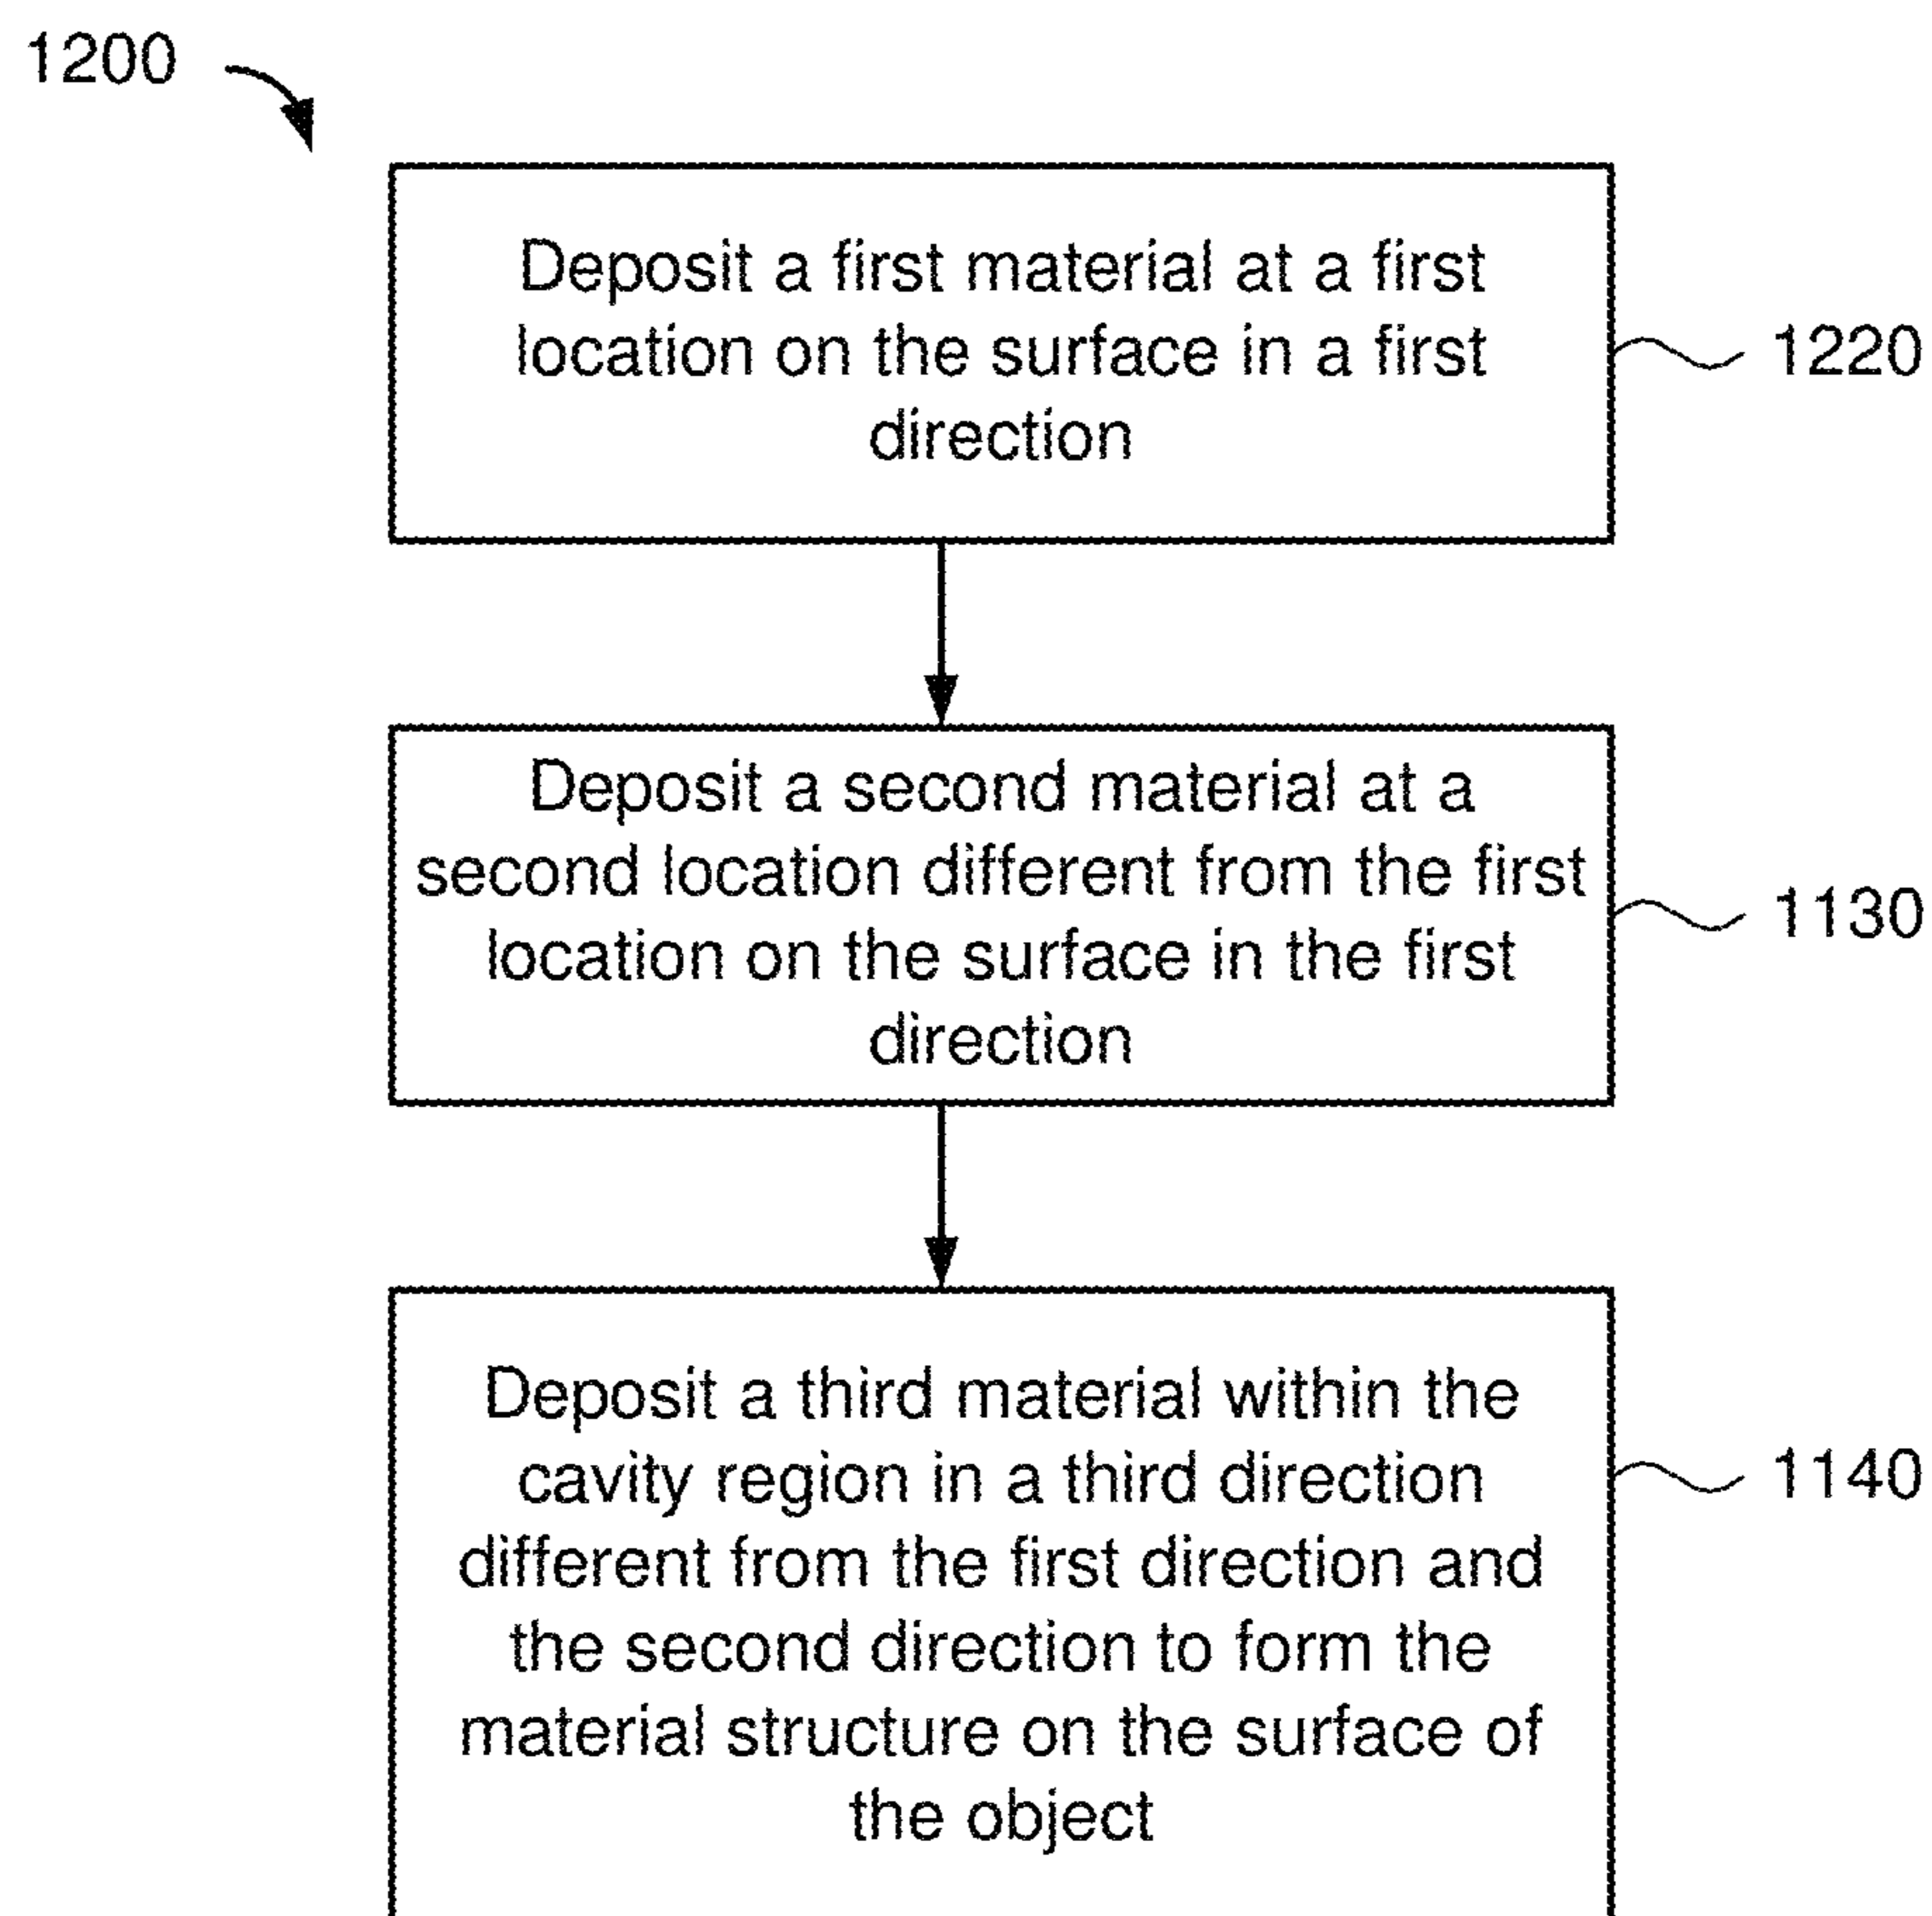 1200
Deposit a first material at a first
location on the surface in a first
direction
1220
Deposit a second material at a
second location different from the first
location on the surface in the first
direction
1130
Deposit a third material within the
cavity region in a third direction
different from the first direction and
the second direction to form the
material structure on the surface of
the object
1140